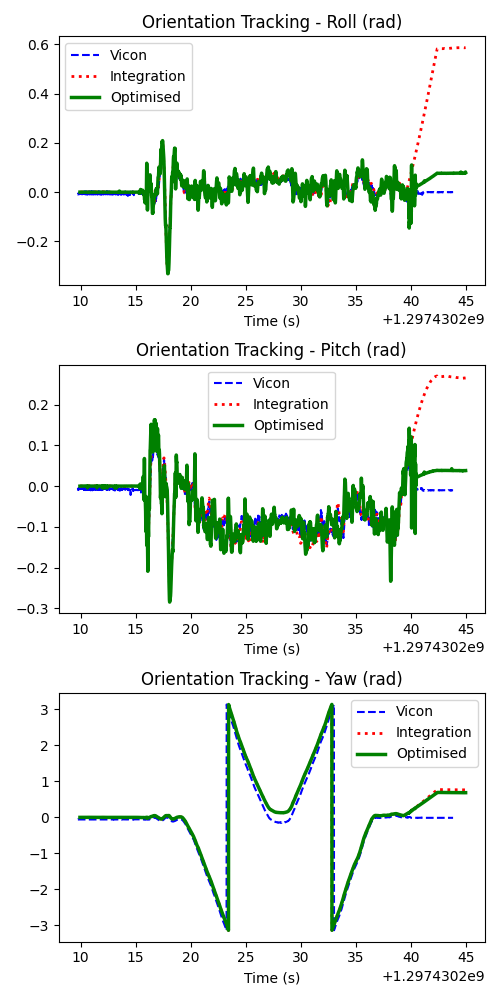 Orientation Tracking - Roll (rad)
0.6
0.4
0.2
0.0
−0.2
Vicon
Integration
Optimised
10 15 20 25 30 35 40 45
Time (s)
+1.2974302e9
Orientation Tracking - Pitch (rad)
0.2
0.1
0.0
−0.1
−0.2
−0.3
Vicon
Integration
Optimised
10 15 20 25 30 35 40 45
Time (s)
+1.2974302e9
Orientation Tracking - Yaw (rad)
3
2
1
0
−1
−2
−3
Vicon
Integration
Optimised
10 15 20 25 30 35 40 45
Time (s)
+1.2974302e9